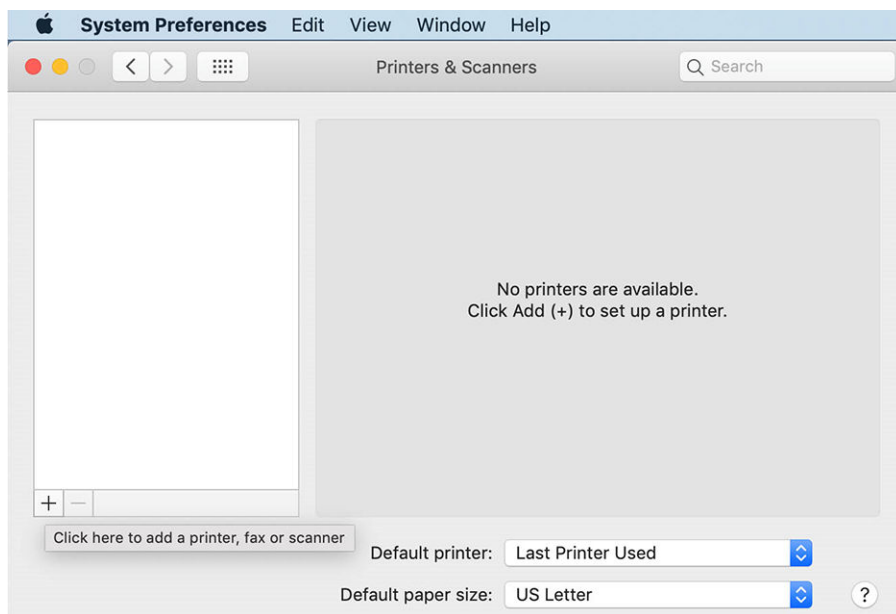 System Preferences Edit View Window Help
Printers & Scanners
Search
No printers are available.
Click Add (+) to set up a printer.
+ −
Click here to add a printer, fax or scanner
Default printer: Last Printer Used
Default paper size: US Letter
?